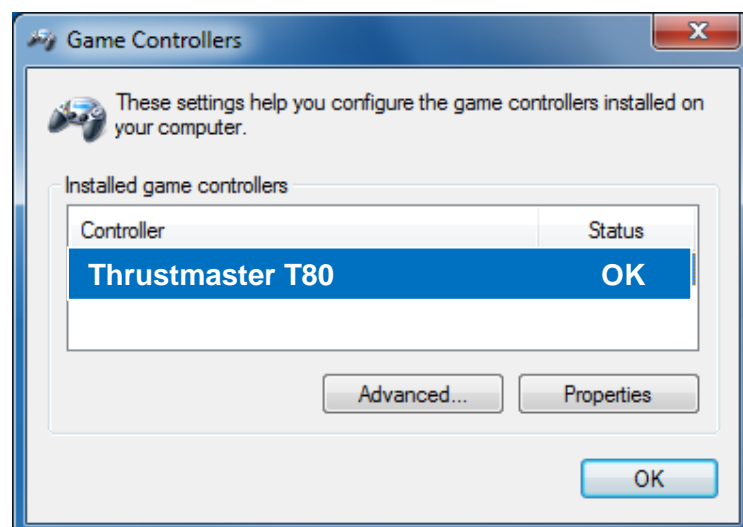 Game Controllers
These settings help you configure the game controllers installed on
your computer.
Installed game controllers
Controller Status
Thrustmaster T80 OK
Advanced... Properties
OK